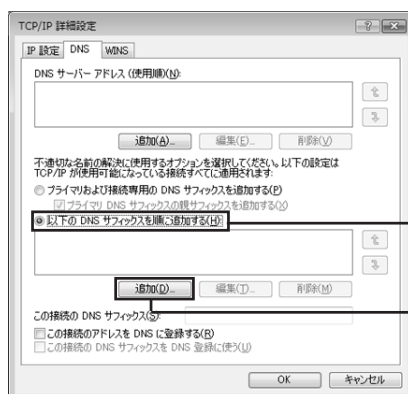 TCP/IP 詳細設定
IP 設定 DNS WINS
DNS サーバー アドレス (使用順)(N):
追加(A)... 編集(E)... 削除(V)
不適切な名前の解決に使用するオプションを選択してください。以下の設定は
TCP/IP が使用可能になっている接続すべてに適用されます:
プライマリおよび接続専用の DNS サフィックスを追加する(P)
プライマリ DNS サフィックスの親サフィックスを追加する(X)
以下の DNS サフィックスを順に追加する(H):
追加(D)... 編集(T)... 削除(M)
この接続の DNS サフィックス(S):
この接続のアドレスを DNS に登録する(R)
この接続の DNS サフィックスを DNS 登録に使う(U)
OK キャンセル